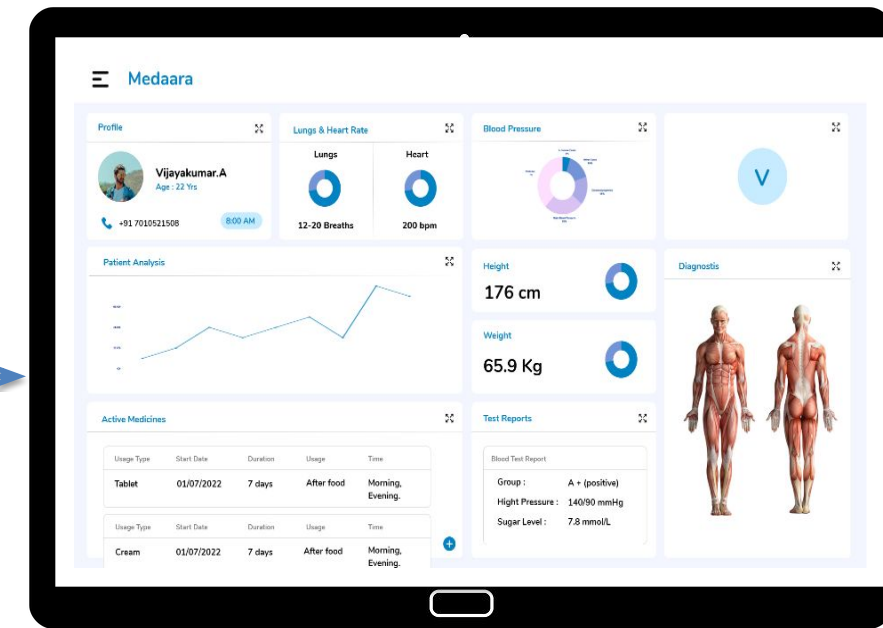 Medaara
Profile
Vijayakumar.A
Age : 22 Yrs
+91 7010521508
8:00 AM
Lungs & Heart Rate
Lungs
Heart
12-20 Breaths
200 bpm
Blood Pressure
V
Patient Analysis
Height
176 cm
Weight
65.9 Kg
Diagnostis
Active Medicines
Usage Type Start Date Duration Usage Time
Tablet 01/07/2022 7 days After food Morning,
Evening.
Usage Type Start Date Duration Usage Time
Cream 01/07/2022 7 days After food Morning,
Evening.
Test Reports
Blood Test Report
Group : A + (positive)
Hight Pressure : 140/90 mmHg
Sugar Level : 7.8 mmol/L